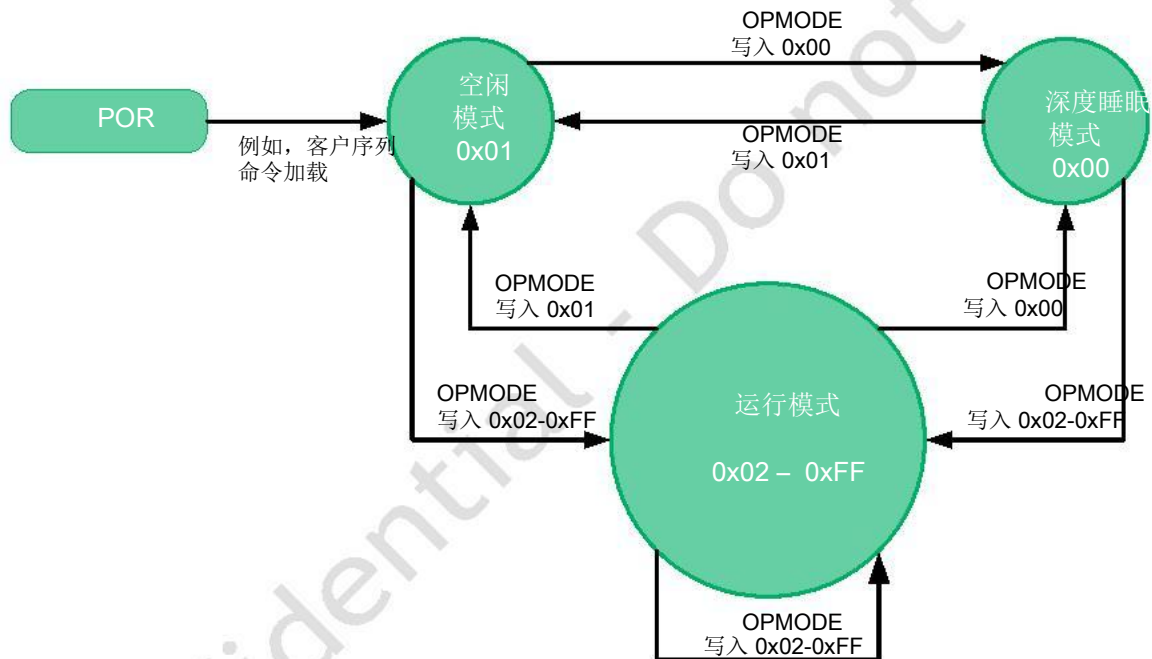 OPMODE
写入 0x00
空闲
模式
0x01
POR
深度睡眠
模式
0x00
例如，客户序列
命令加载
OPMODE
写入 0x01
OPMODE
写入 0x01
OPMODE
写入 0x00
OPMODE
写入 0x02-0xFF
运行模式
0x02 – 0xFF
OPMODE
写入 0x02-0xFF
OPMODE
写入 0x02-0xFF
idential - Do not